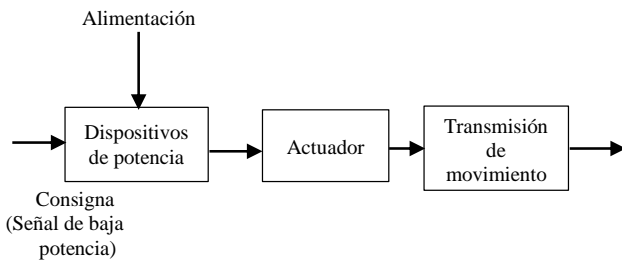 Alimentación
Dispositivos
de potencia
Actuador
Transmisión
de
movimiento
Consigna
(Señal de baja
potencia)